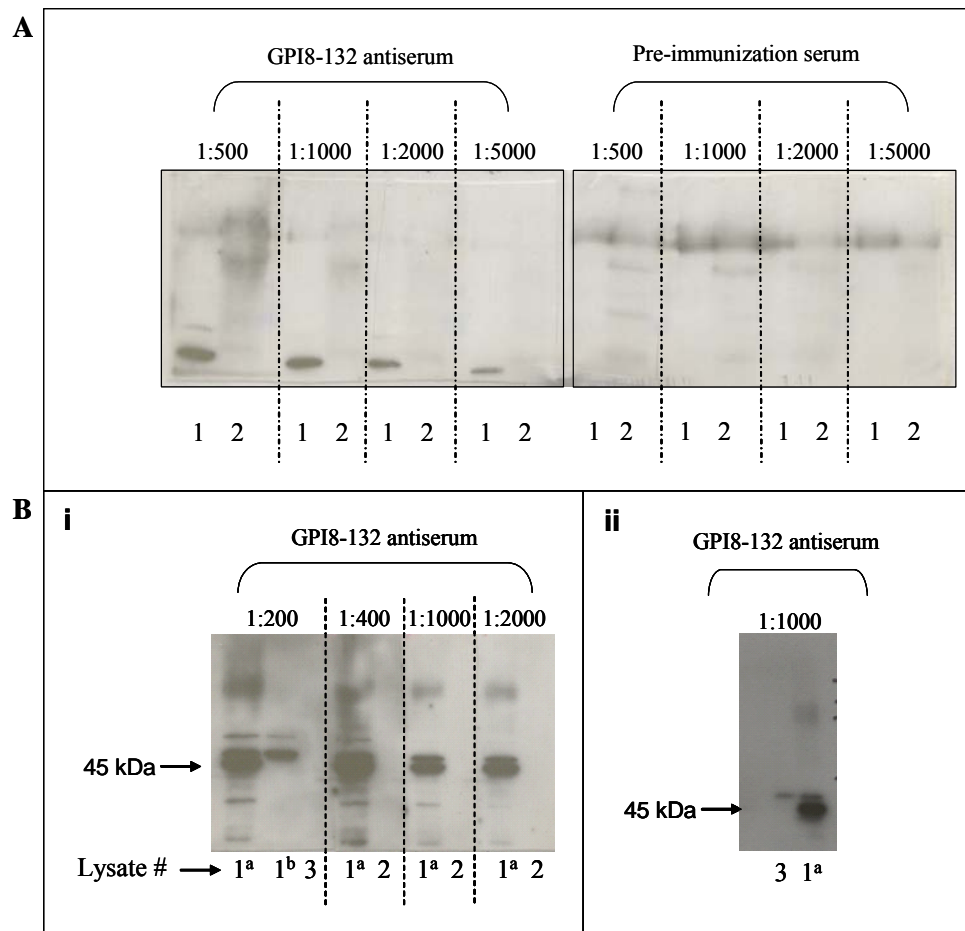 A
GPI8-132 antiserum
Pre-immunization serum
1:500 1:1000 1:2000 1:5000
1:500 1:1000 1:2000 1:5000
1 2 1 2 1 2 1 2
1 2 1 2 1 2 1 2
B
i
GPI8-132 antiserum
1:200 1:400 1:1000 1:2000
45 kDa
Lysate # 1ᵃ 1ᵇ 3 1ᵃ 2 1ᵃ 2 1ᵃ 2
ii
GPI8-132 antiserum
1:1000
45 kDa
3 1ᵃ